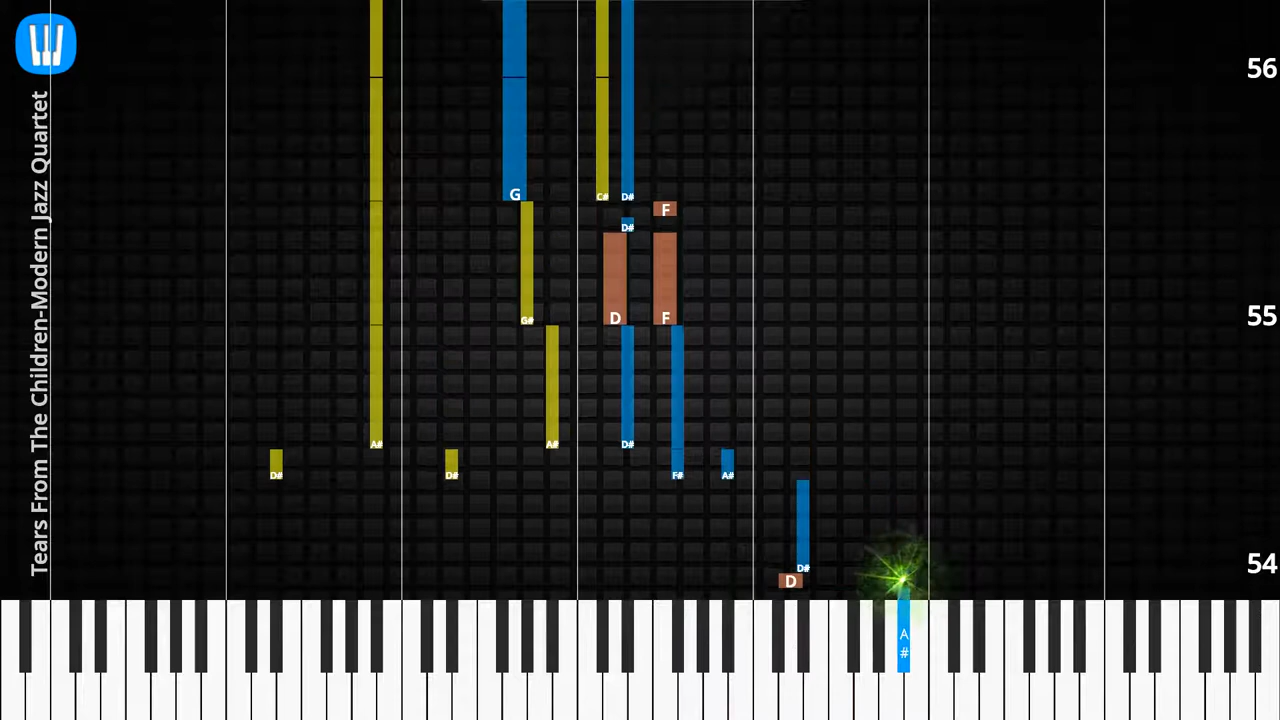 Tears From The Children-Modern Jazz Quartet
56
G
C#
D#
F
D#
D
F
G#
55
A#
A#
D#
D#
D#
F#
A#
D#
54
D
A
#